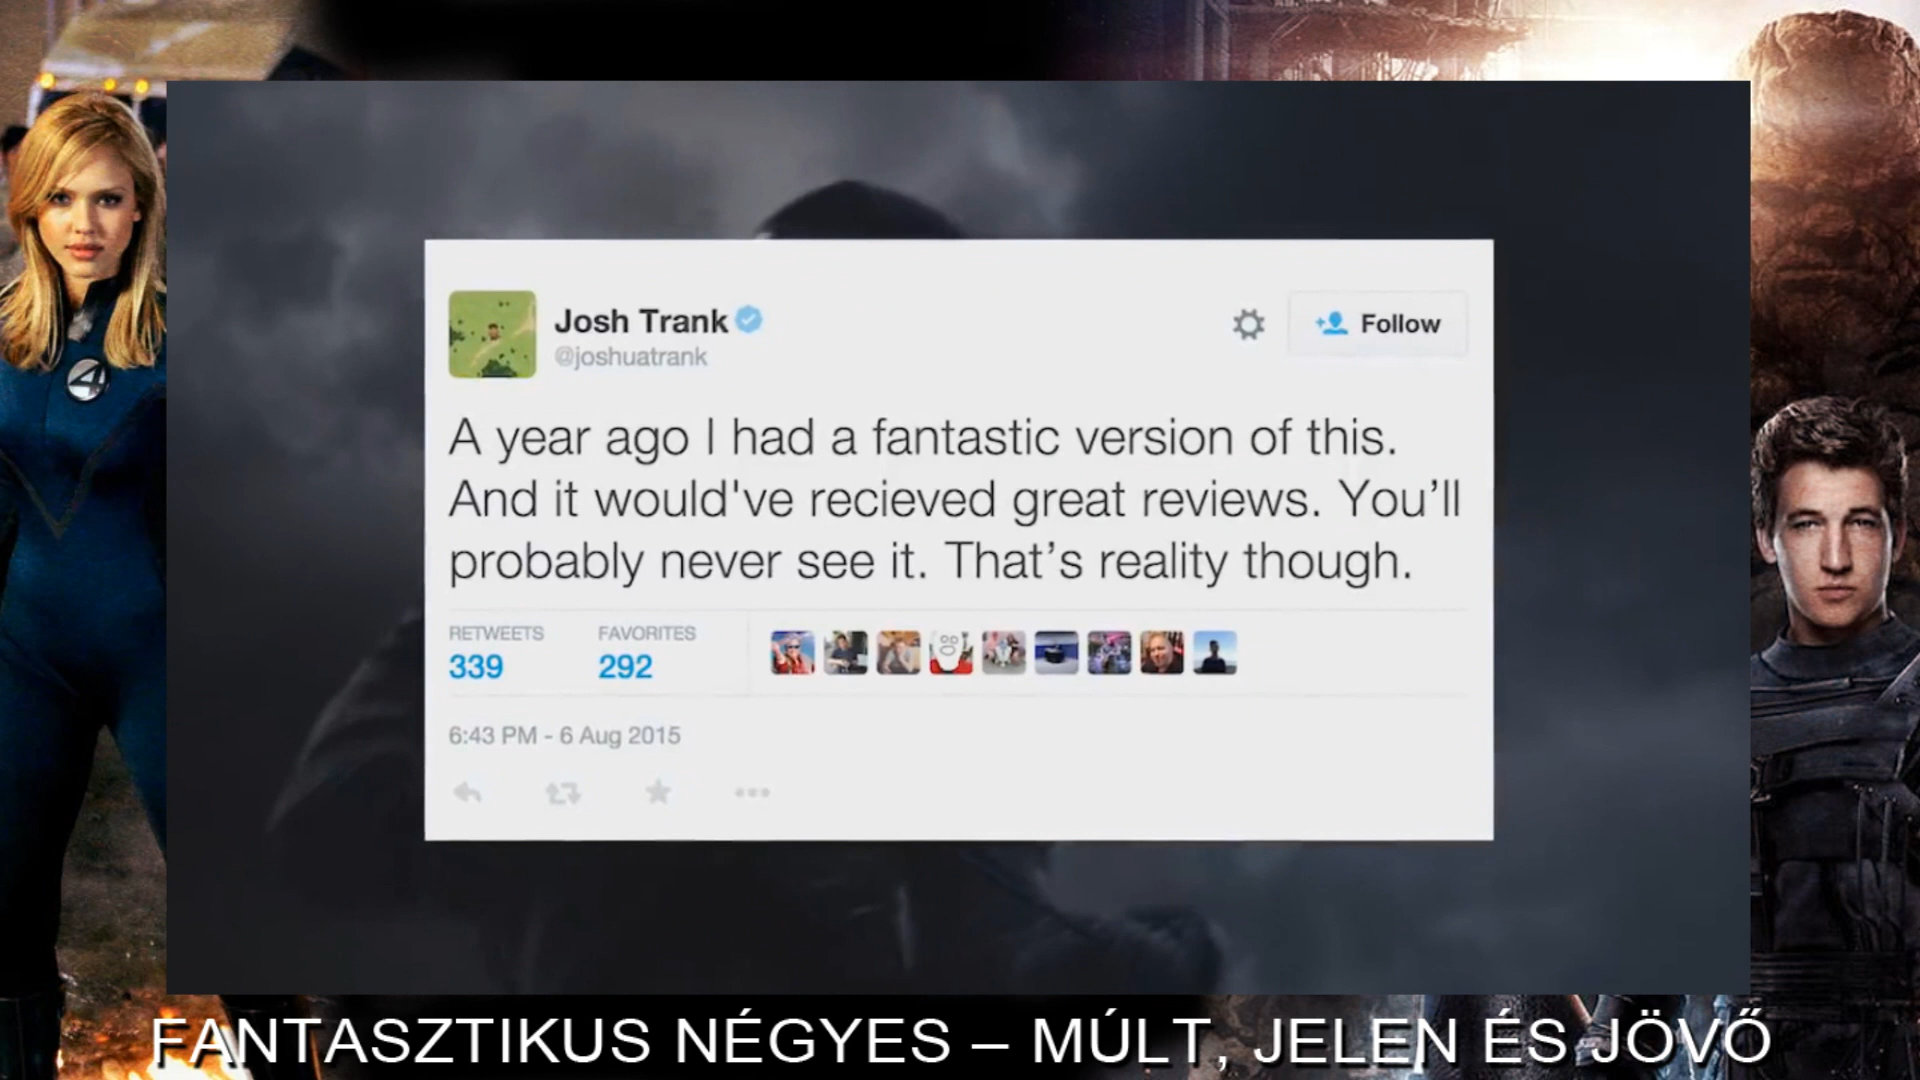 4
Josh Trank
@joshuatrank
Follow
A year ago I had a fantastic version of this.
And it would've recieved great reviews. You’ll
probably never see it. That’s reality though.
RETWEETS
339
FAVORITES
292
6:43 PM - 6 Aug 2015
FANTASZTIKUS NÉGYES – MÚLT, JELEN ÉS JÖVŐ